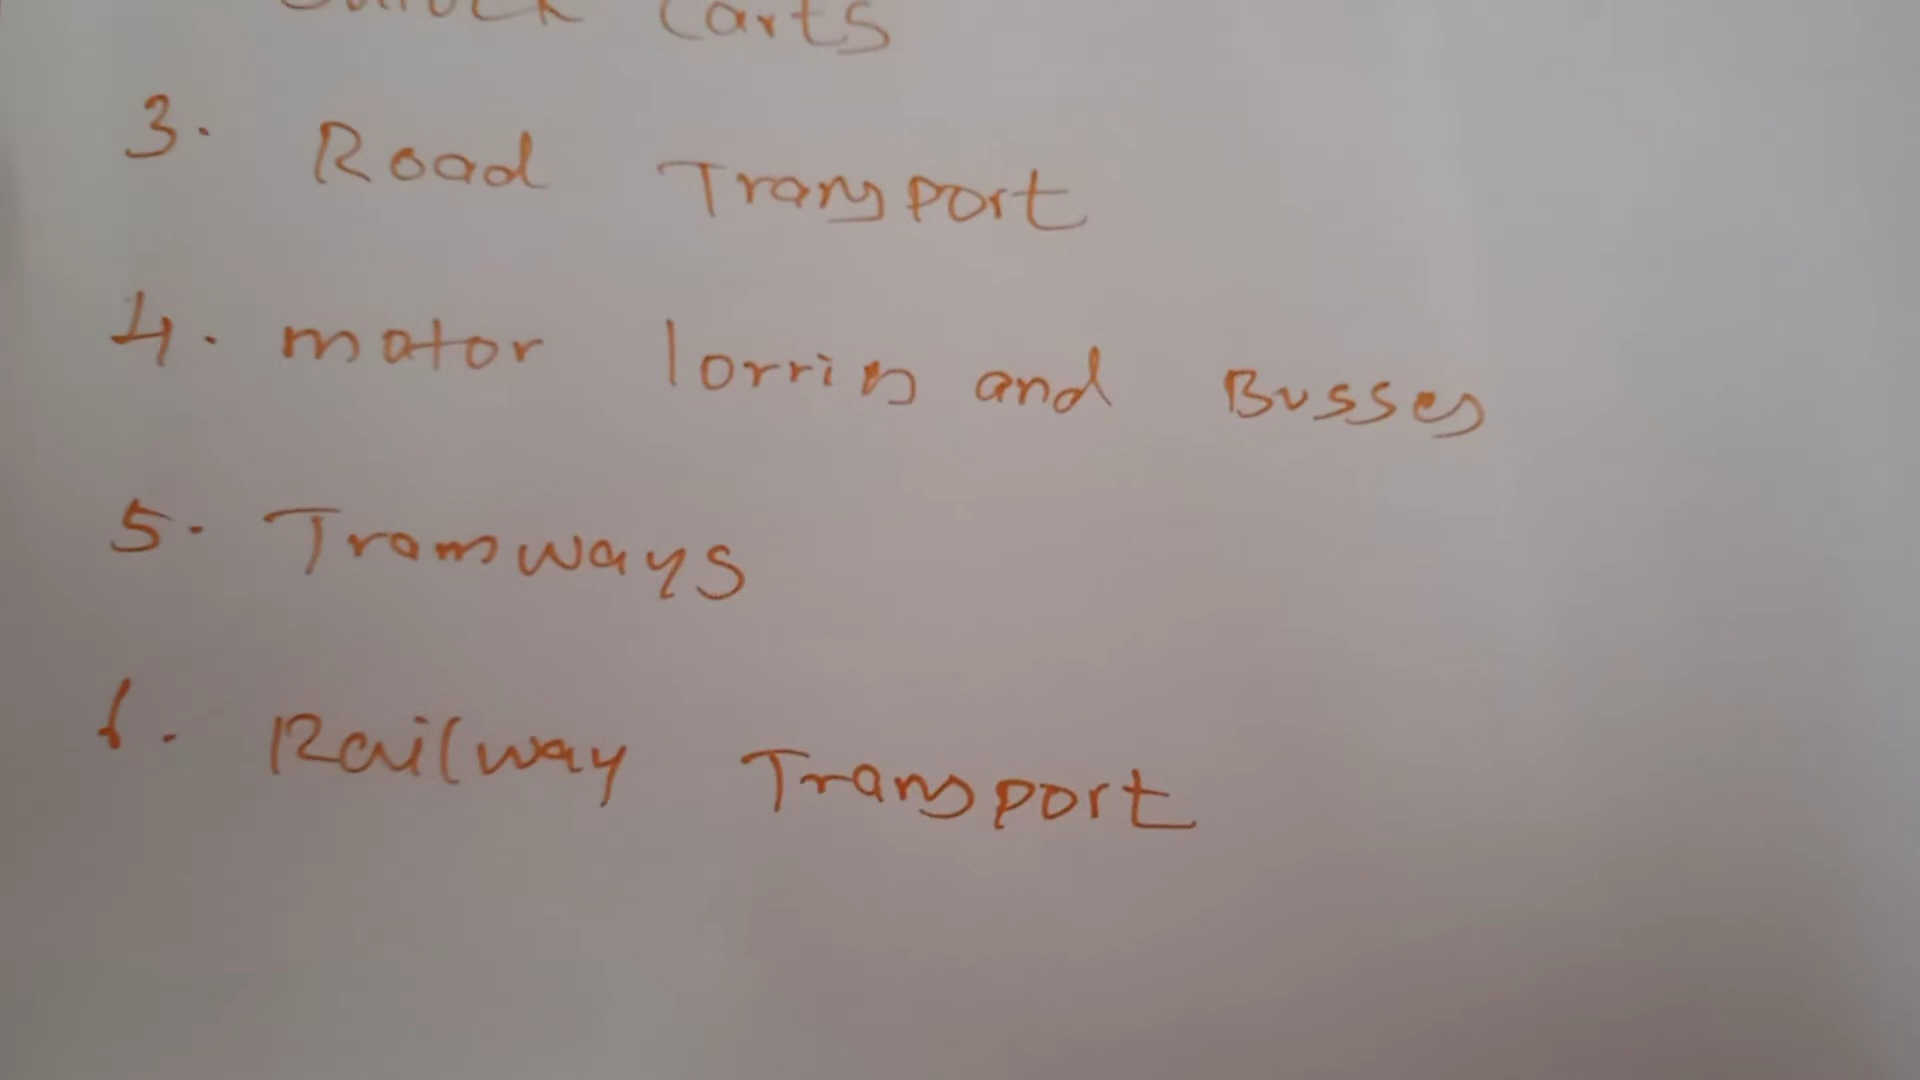 Carts
3. Road Transport
4. motor lorries and Busses
5. Tramways
6. Railway Transport